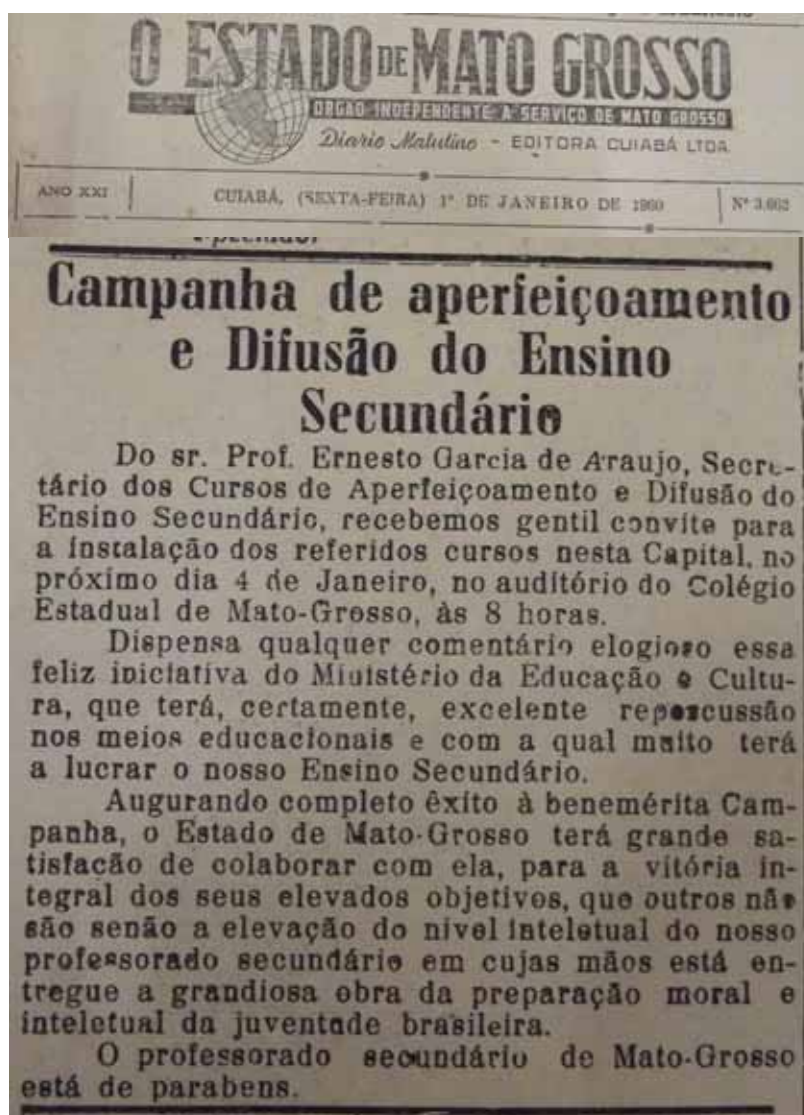 O ESTADO DE MATO GROSSO
ORGÃO INDEPENDENTE A SERVIÇO DE MATO GROSSO
Diario Matutino - EDITORA CUIABÁ LTDA
ANO XXI
CUIABÁ, (SEXTA-FEIRA) 1º DE JANEIRO DE 1960
Nº 3.662
Campanha de aperfeiçoamento
e Difusão do Ensino
Secundário
Do sr. Prof. Ernesto Garcia de Araujo, Secre-
tário dos Cursos de Aperfeiçoamento e Difusão do
Ensino Secundário, recebemos gentil convite para
a instalação dos referidos cursos nesta Capital, no
próximo dia 4 de Janeiro, no auditório do Colégio
Estadual de Mato-Grosso, às 8 horas.
Dispensa qualquer comentário elogioso essa
feliz iniciativa do Ministério da Educação e Cultu-
ra, que terá, certamente, excelente repescussão
nos meios educacionais e com a qual muito terá
a lucrar o nosso Ensino Secundário.
Augurando completo êxito à benemérita Cam-
panha, o Estado de Mato-Grosso terá grande sa-
tisfacão de colaborar com ela, para a vitória in-
tegral dos seus elevados objetivos, que outros não
são senão a elevação do nivel inteletual do nosso
professorado secundário em cujas mãos está en-
tregue a grandiosa obra da preparação moral e
inteletual da juventude brasileira.
O professorado secundário de Mato-Grosso
está de parabens.